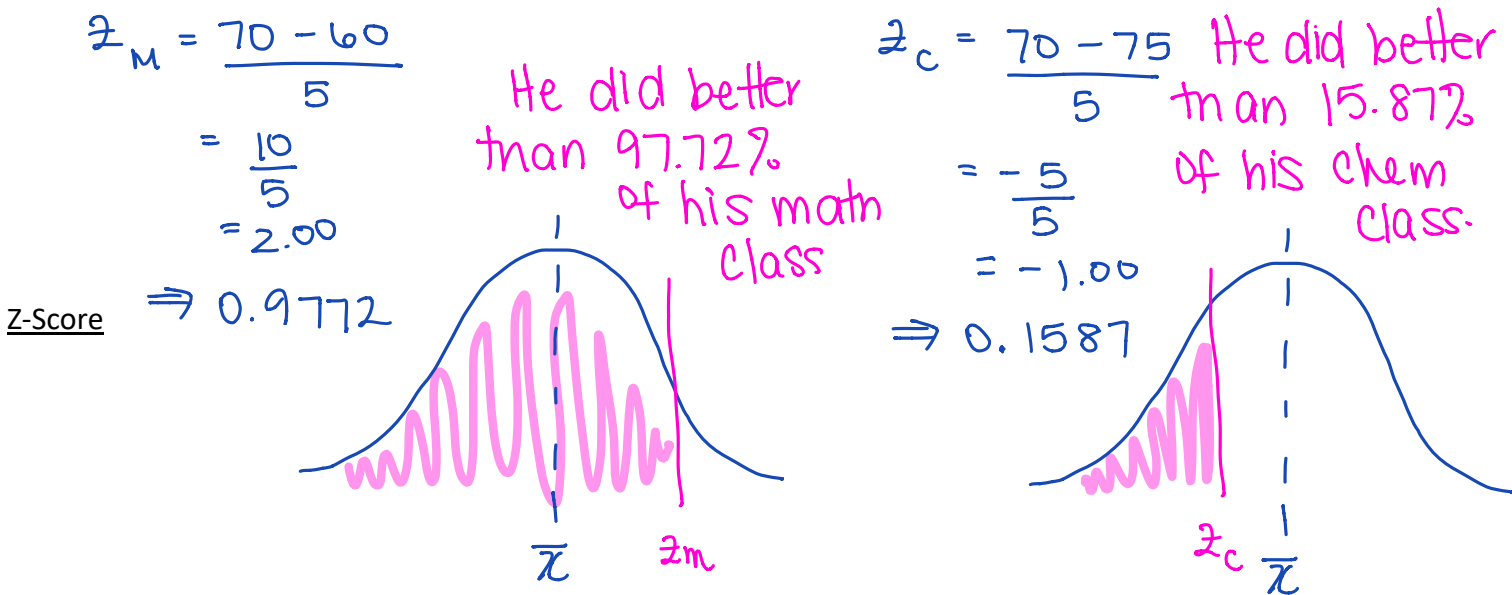 Z_M = 70 - 60
5
= 10
5
= 2.00
⇒ 0.9772
He did better
than 97.72%
of his math
class
x̄
Zm
Z-Score
Z_C = 70 - 75
5
= -5
5
= -1.00
⇒ 0.1587
He did better
than 15.87%
of his chem
class.
Z_C
x̄